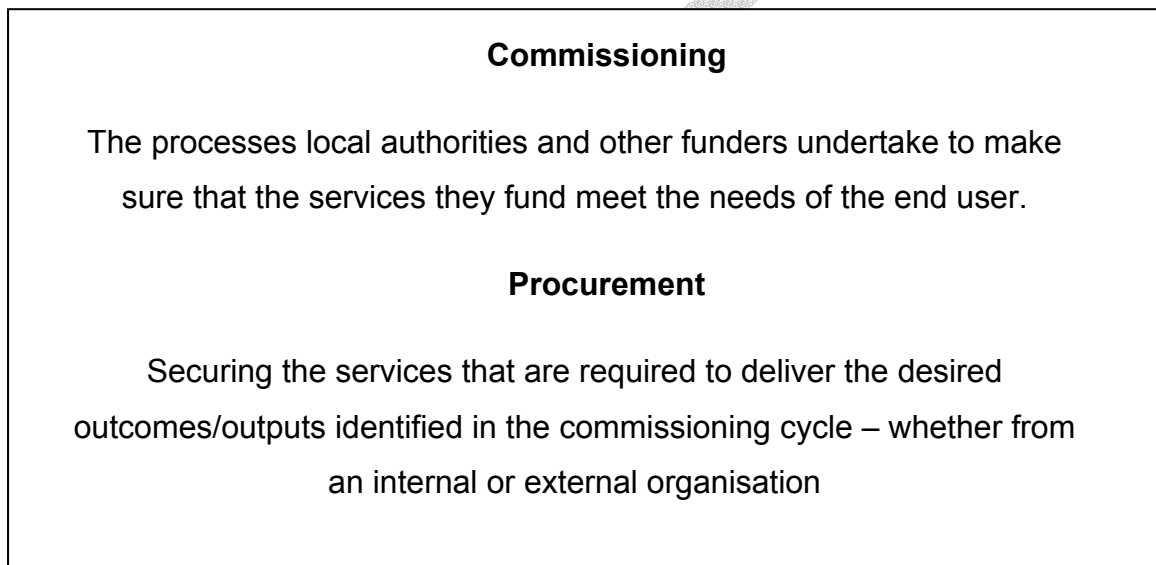 Commissioning
The processes local authorities and other funders undertake to make
sure that the services they fund meet the needs of the end user.
Procurement
Securing the services that are required to deliver the desired
outcomes/outputs identified in the commissioning cycle – whether from
an internal or external organisation